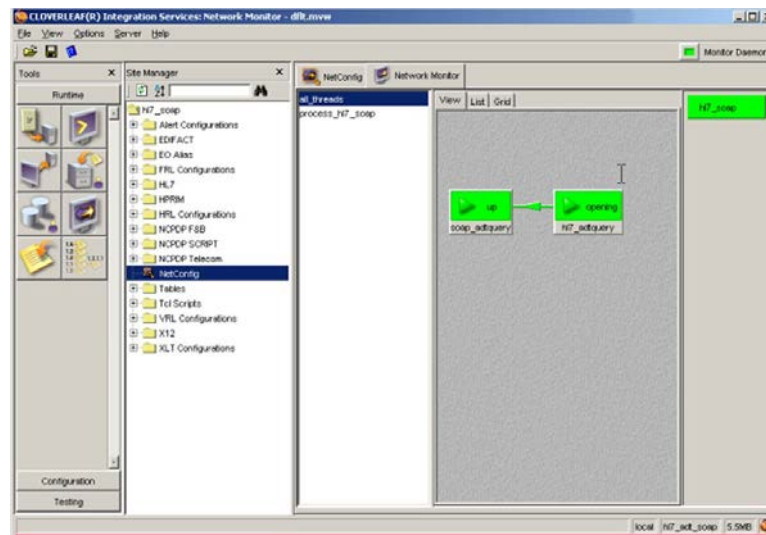 CLOVERLEAF(R) Integration Services: Network Monitor - dflt.mvw
File View Options Server Help
Monitor Daemon
Tools X
Runtime
Configuration
Testing
Site Manager X
hl7_soap
Alert Configurations
EDIFACT
EO Alias
FRL Configurations
HL7
HPRIM
HRL Configurations
NCPDP F&B
NCPDP SCRIPT
NCPDP Telecom
NetConfig
Tables
Tcl Scripts
VRL Configurations
X12
XLT Configurations
NetConfig Network Monitor
all_threads
process_hl7_soap
View List Grid
up
soap_adtquery
opening
hl7_adtquery
hl7_soap
local hl7_adt_soap 5.5MB